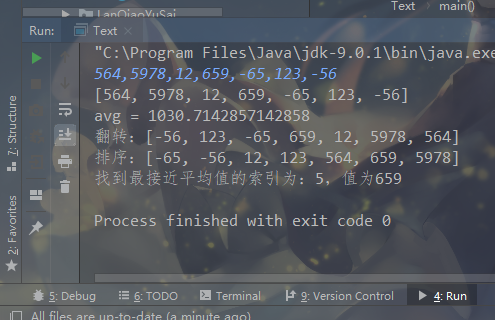 LanQiaoYuSai
Text
main()
Run:
Text
"C:\Program Files\Java\jdk-9.0.1\bin\java.exe
564,5978,12,659,-65,123,-56
[564, 5978, 12, 659, -65, 123, -56]
avg = 1030.7142857142858
翻转：[-56, 123, -65, 659, 12, 5978, 564]
排序：[-65, -56, 12, 123, 564, 659, 5978]
找到最接近平均值的索引为：5，值为659
Process finished with exit code 0
7: Structure
2: Favorites
5: Debug
6: TODO
Terminal
9: Version Control
4: Run
All files are up-to-date (a minute ago)